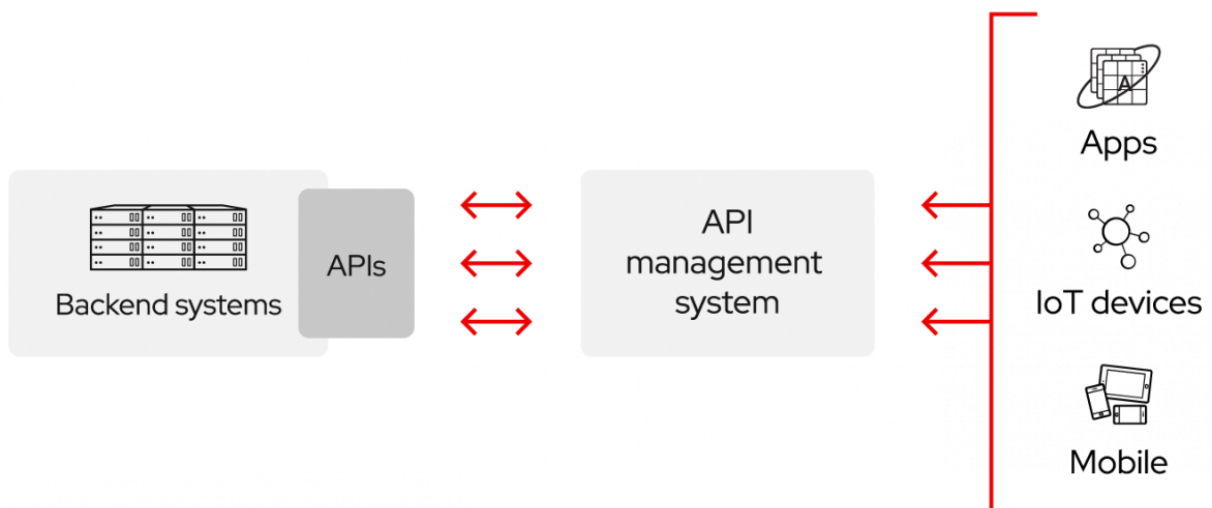 Backend systems
APIs
API
management
system
A
Apps
IoT devices
Mobile